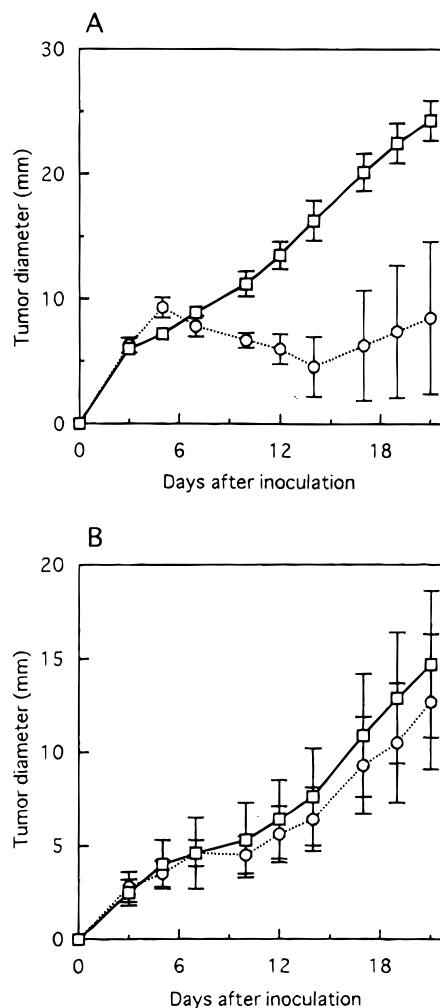 A
30
20
10
0
Tumor diameter (mm)
0 6 12 18
Days after inoculation
B
20
15
10
5
0
Tumor diameter (mm)
0 6 12 18
Days after inoculation